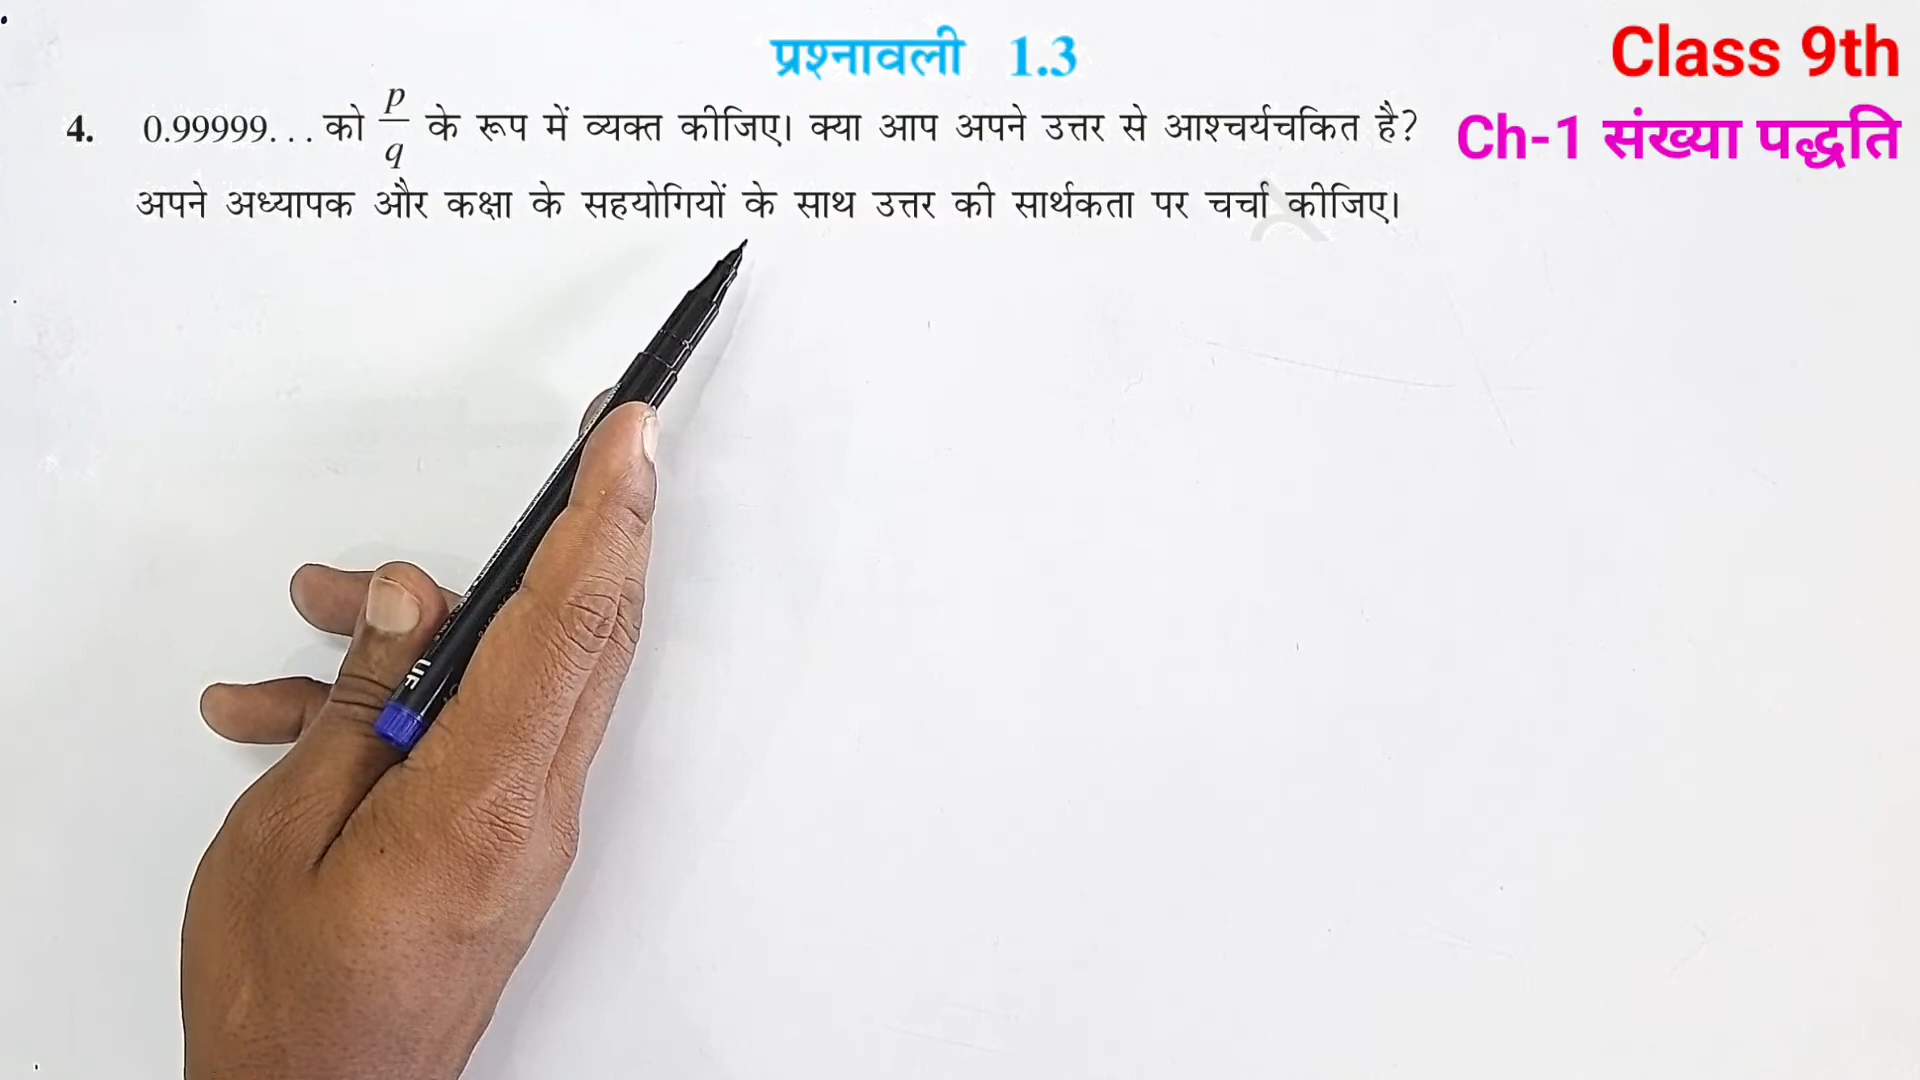 प्रश्नावली 1.3
Class 9th
Ch-1 संख्या पद्धति
4. 0.99999... को p/q के रूप में व्यक्त कीजिए। क्या आप अपने उत्तर से आश्चर्यचकित है?
अपने अध्यापक और कक्षा के सहयोगियों के साथ उत्तर की सार्थकता पर चर्चा कीजिए।
UF